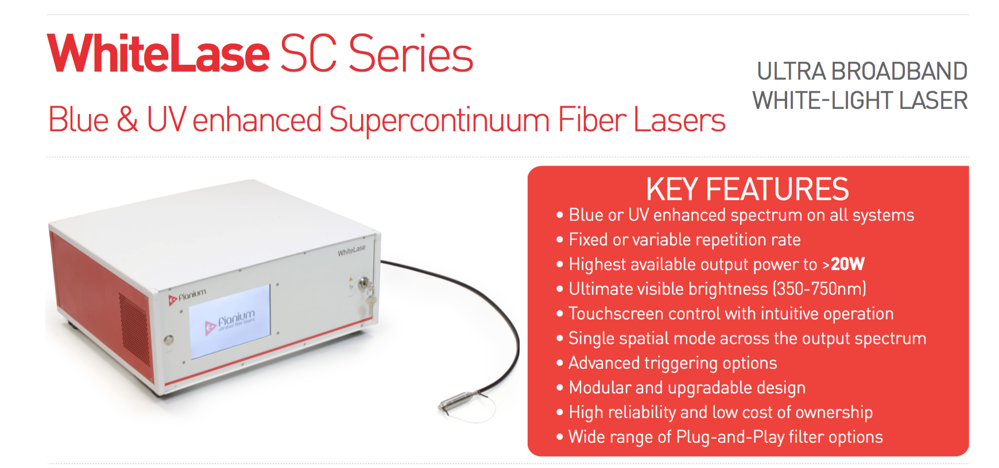 WhiteLase SC Series
ULTRA BROADBAND
WHITE-LIGHT LASER
Blue & UV enhanced Supercontinuum Fiber Lasers
WhiteLase
fianium
fianium
ultrafast fiber lasers
KEY FEATURES
• Blue or UV enhanced spectrum on all systems
• Fixed or variable repetition rate
• Highest available output power to >20W
• Ultimate visible brightness (350-750nm)
• Touchscreen control with intuitive operation
• Single spatial mode across the output spectrum
• Advanced triggering options
• Modular and upgradable design
• High reliability and low cost of ownership
• Wide range of Plug-and-Play filter options